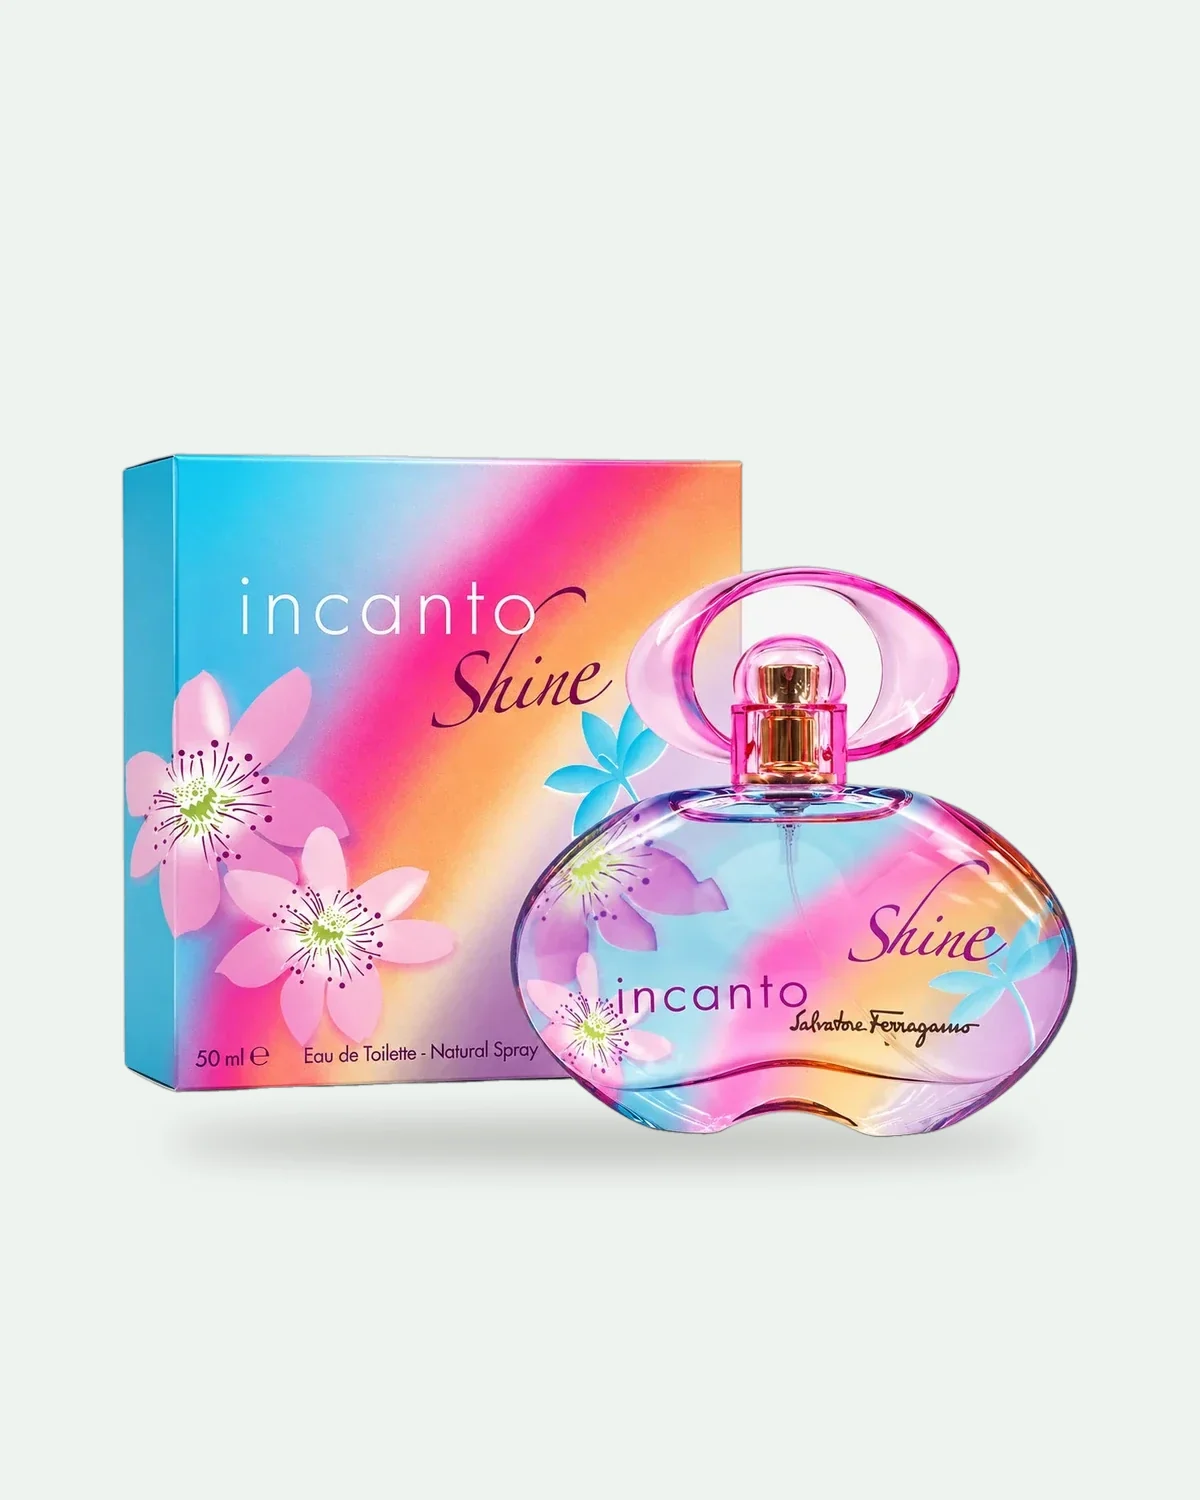 incanto
Shine
50 ml ℮ Eau de Toilette - Natural Spray
Shine
incanto
Salvatore Ferragamo